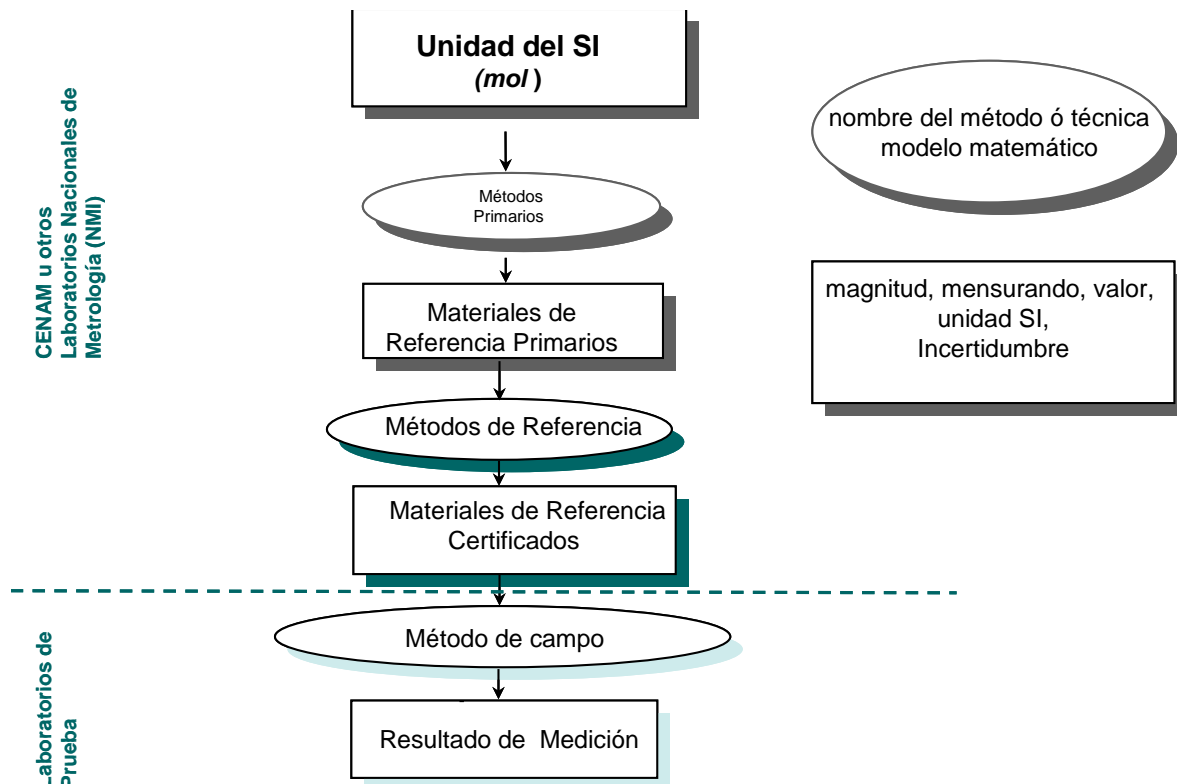 Unidad del SI
(mol )
nombre del método ó técnica
modelo matemático
CENAM u otros
Laboratorios Nacionales de
Metrología (NMI)
Métodos
Primarios
magnitud, mensurando, valor,
unidad SI,
Incertidumbre
Materiales de
Referencia Primarios
Métodos de Referencia
Materiales de Referencia
Certificados
Método de campo
Laboratorios de
Prueba
Resultado de Medición